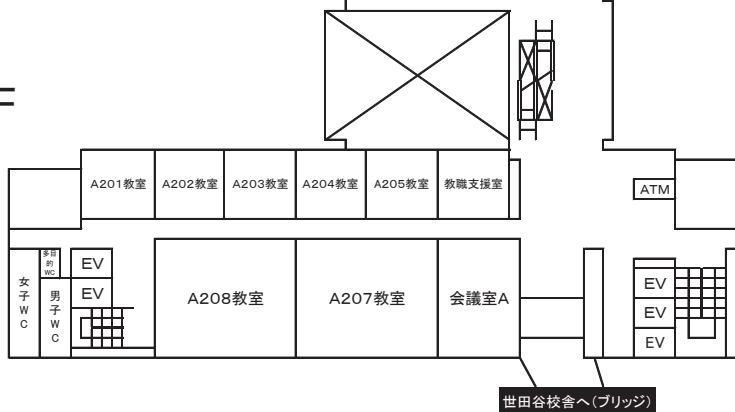 A201教室
A202教室
A203教室
A204教室
A205教室
教職支援室
ATM
女子WC
多目的WC
男子WC
EV
EV
A208教室
A207教室
会議室A
EV
EV
EV
世田谷校舎へ(ブリッジ)